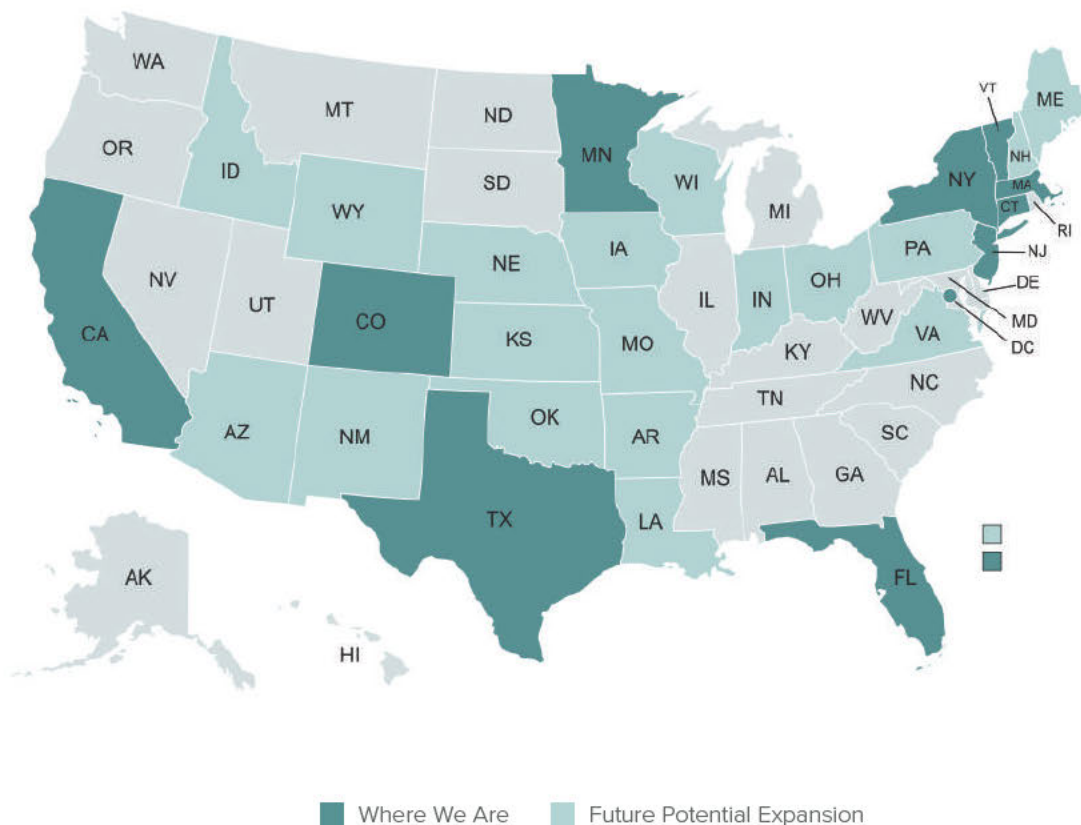 WA
MT
ND
MN
VT
ME
OR
ID
SD
WI
NH
NY
MA
WY
MI
CT
RI
NE
IA
PA
NJ
NV
UT
CO
IL
IN
OH
DE
CA
KS
MO
WV
MD
VA
DC
KY
NC
AZ
NM
OK
TN
AR
SC
MS
AL
GA
TX
LA
AK
FL
HI
Where We Are
Future Potential Expansion